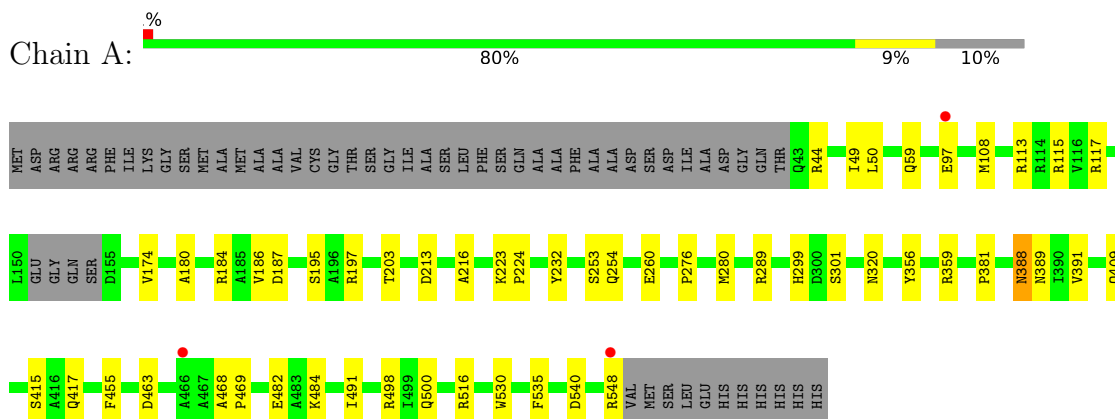 .%
Chain A:
80% 9% 10%
MET ASP ARG ARG ARG PHE ILE LYS GLY SER MET ALA MET ALA ALA VAL CYS GLY THR SER GLY ILE ALA SER LEU PHE SER GLN ALA ALA PHE ALA ALA ASP SER ASP ILE ALA ASP GLY GLN THR Q43 R44 I49 L50 Q59 E97 M108 R113 R114 R115 V116 R117
L150 GLU GLY GLN SER D155 V174 A180 R184 A185 V186 D187 S195 A196 R197 T203 D213 A216 K223 P224 Y232 S253 Q254 E260 P276 M280 R289 H299 D300 S301 N320 Y356 R359 P381 N388 N389 I390 V391
S415 A416 Q417 F455 D463 A466 A467 A468 P469 E482 A483 K484 I491 R498 I499 Q500 R516 W530 F535 D540 R548 VAL MET SER LEU GLU HIS HIS HIS HIS HIS HIS